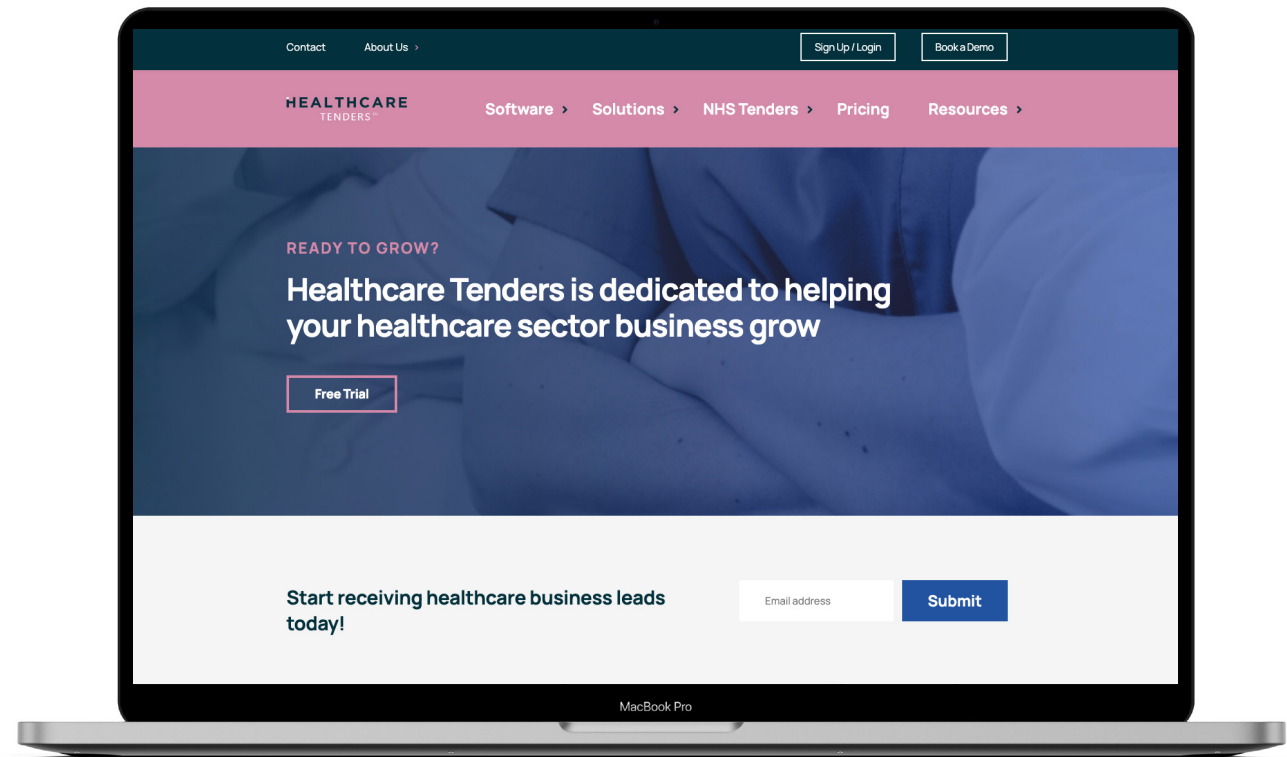 Contact
About Us
Sign Up / Login
Book a Demo
HEALTHCARE
TENDERS™
Software
Solutions
NHS Tenders
Pricing
Resources
READY TO GROW?
Healthcare Tenders is dedicated to helping
your healthcare sector business grow
Free Trial
Start receiving healthcare business leads
today!
Email address
Submit
MacBook Pro